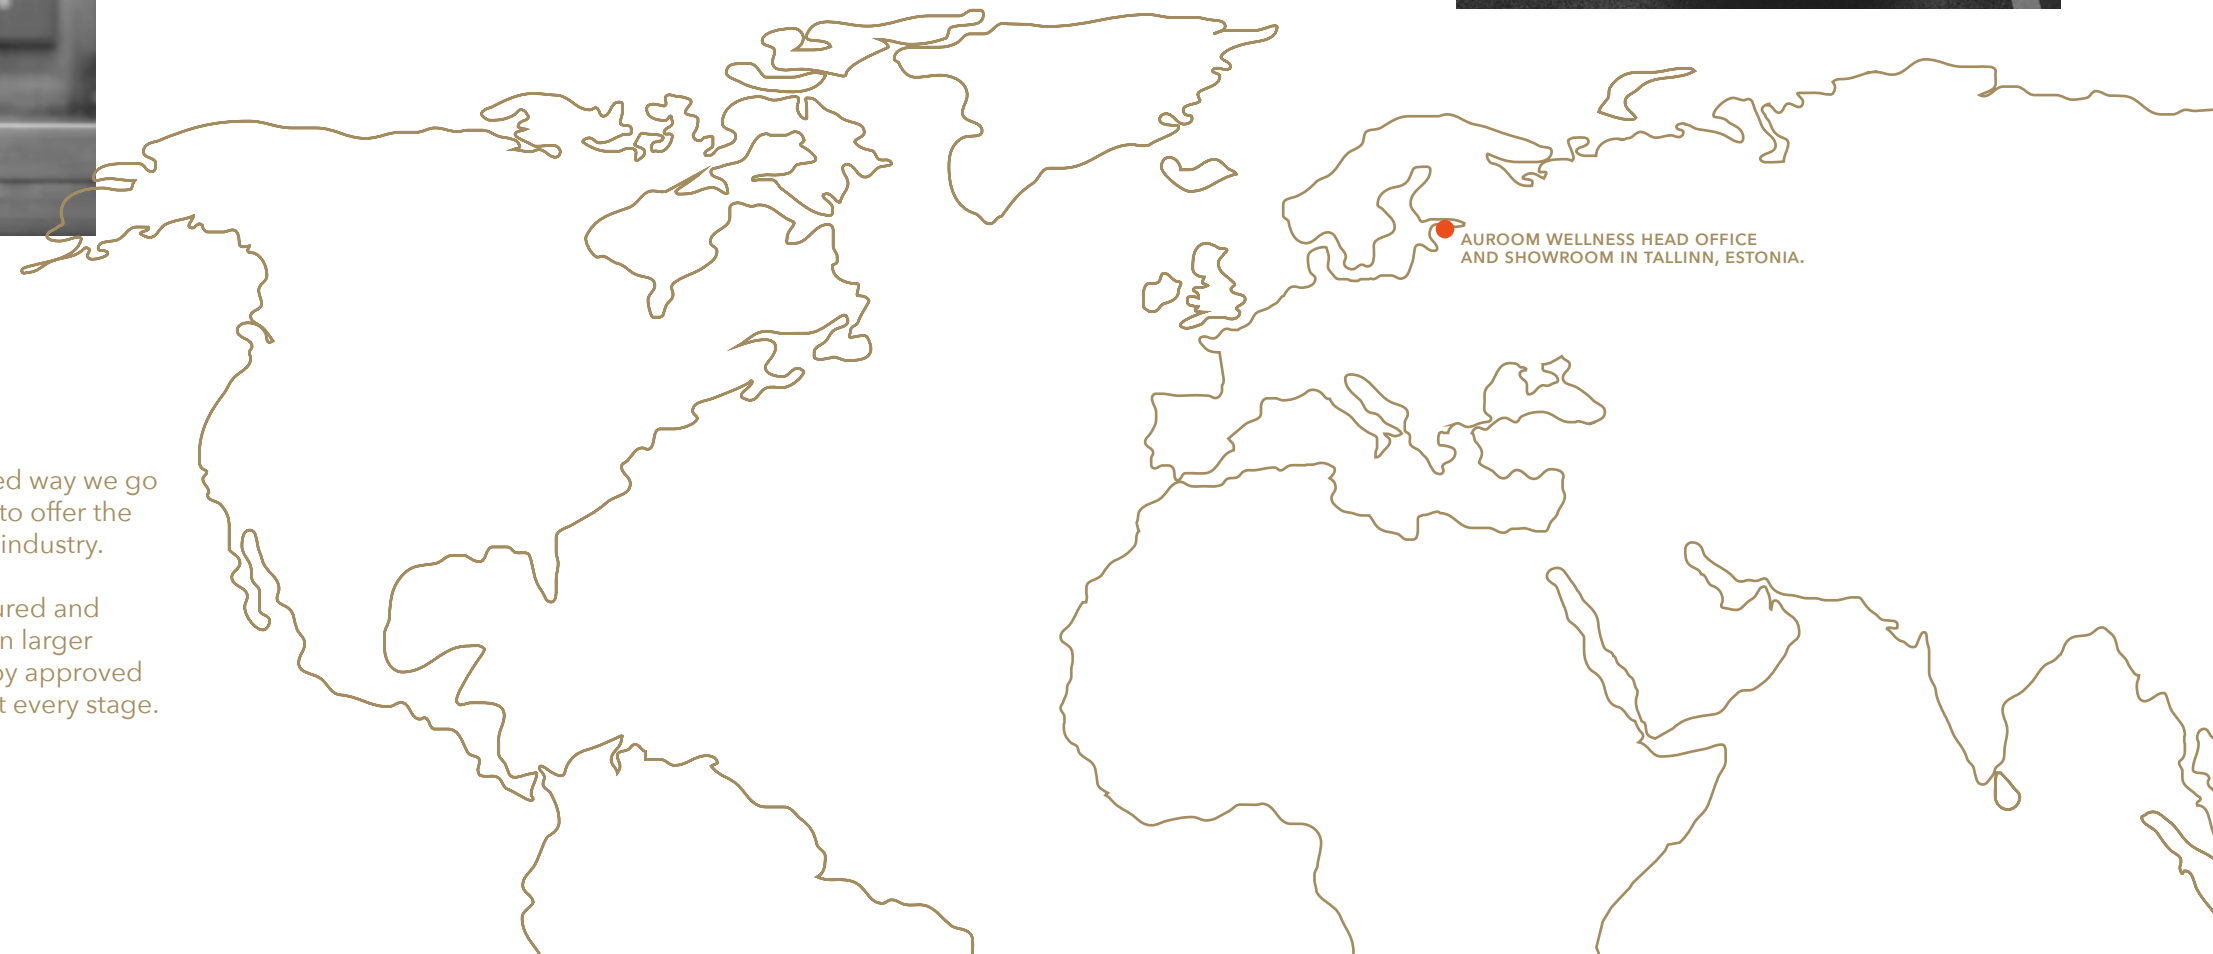 ed way we go
to offer the
industry.
ured and
n larger
by approved
t every stage.
AUROOM WELLNESS HEAD OFFICE
AND SHOWROOM IN TALLINN, ESTONIA.